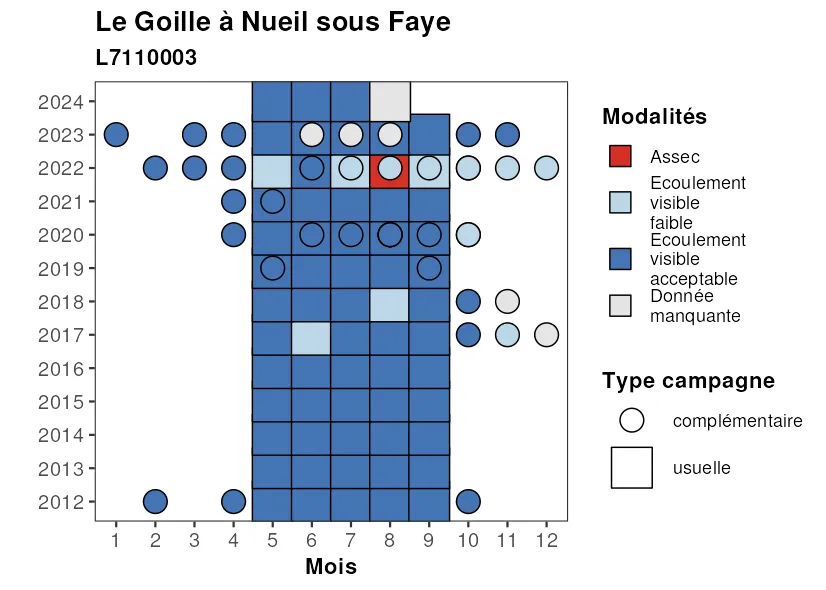 Le Goille à Nueil sous Faye
L7110003
2024
2023
2022
2021
2020
2019
2018
2017
2016
2015
2014
2013
2012
1 2 3 4 5 6 7 8 9 10 11 12
Mois
Modalités
Assec
Ecoulement
visible
faible
Ecoulement
visible
acceptable
Donnée
manquante
Type campagne
complémentaire
usuelle